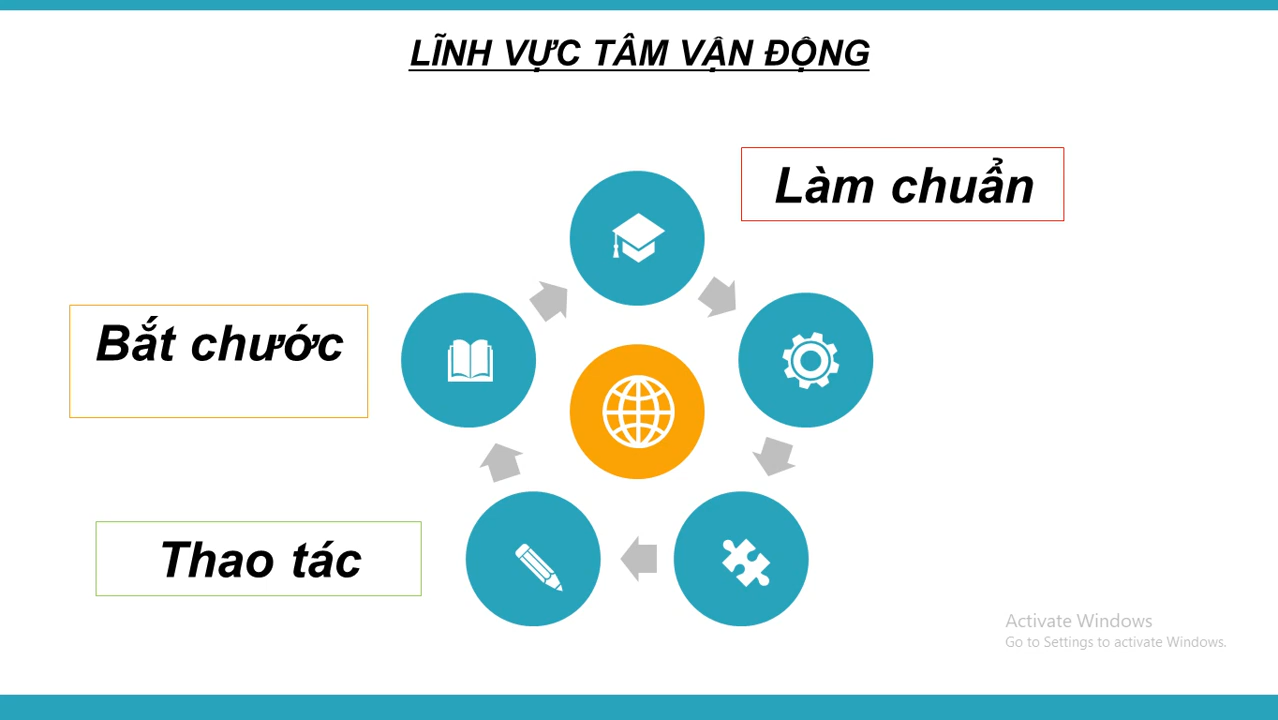 LĨNH VỰC TÂM VẬN ĐỘNG
Làm chuẩn
Bắt chước
Thao tác
Activate Windows
Go to Settings to activate Windows.